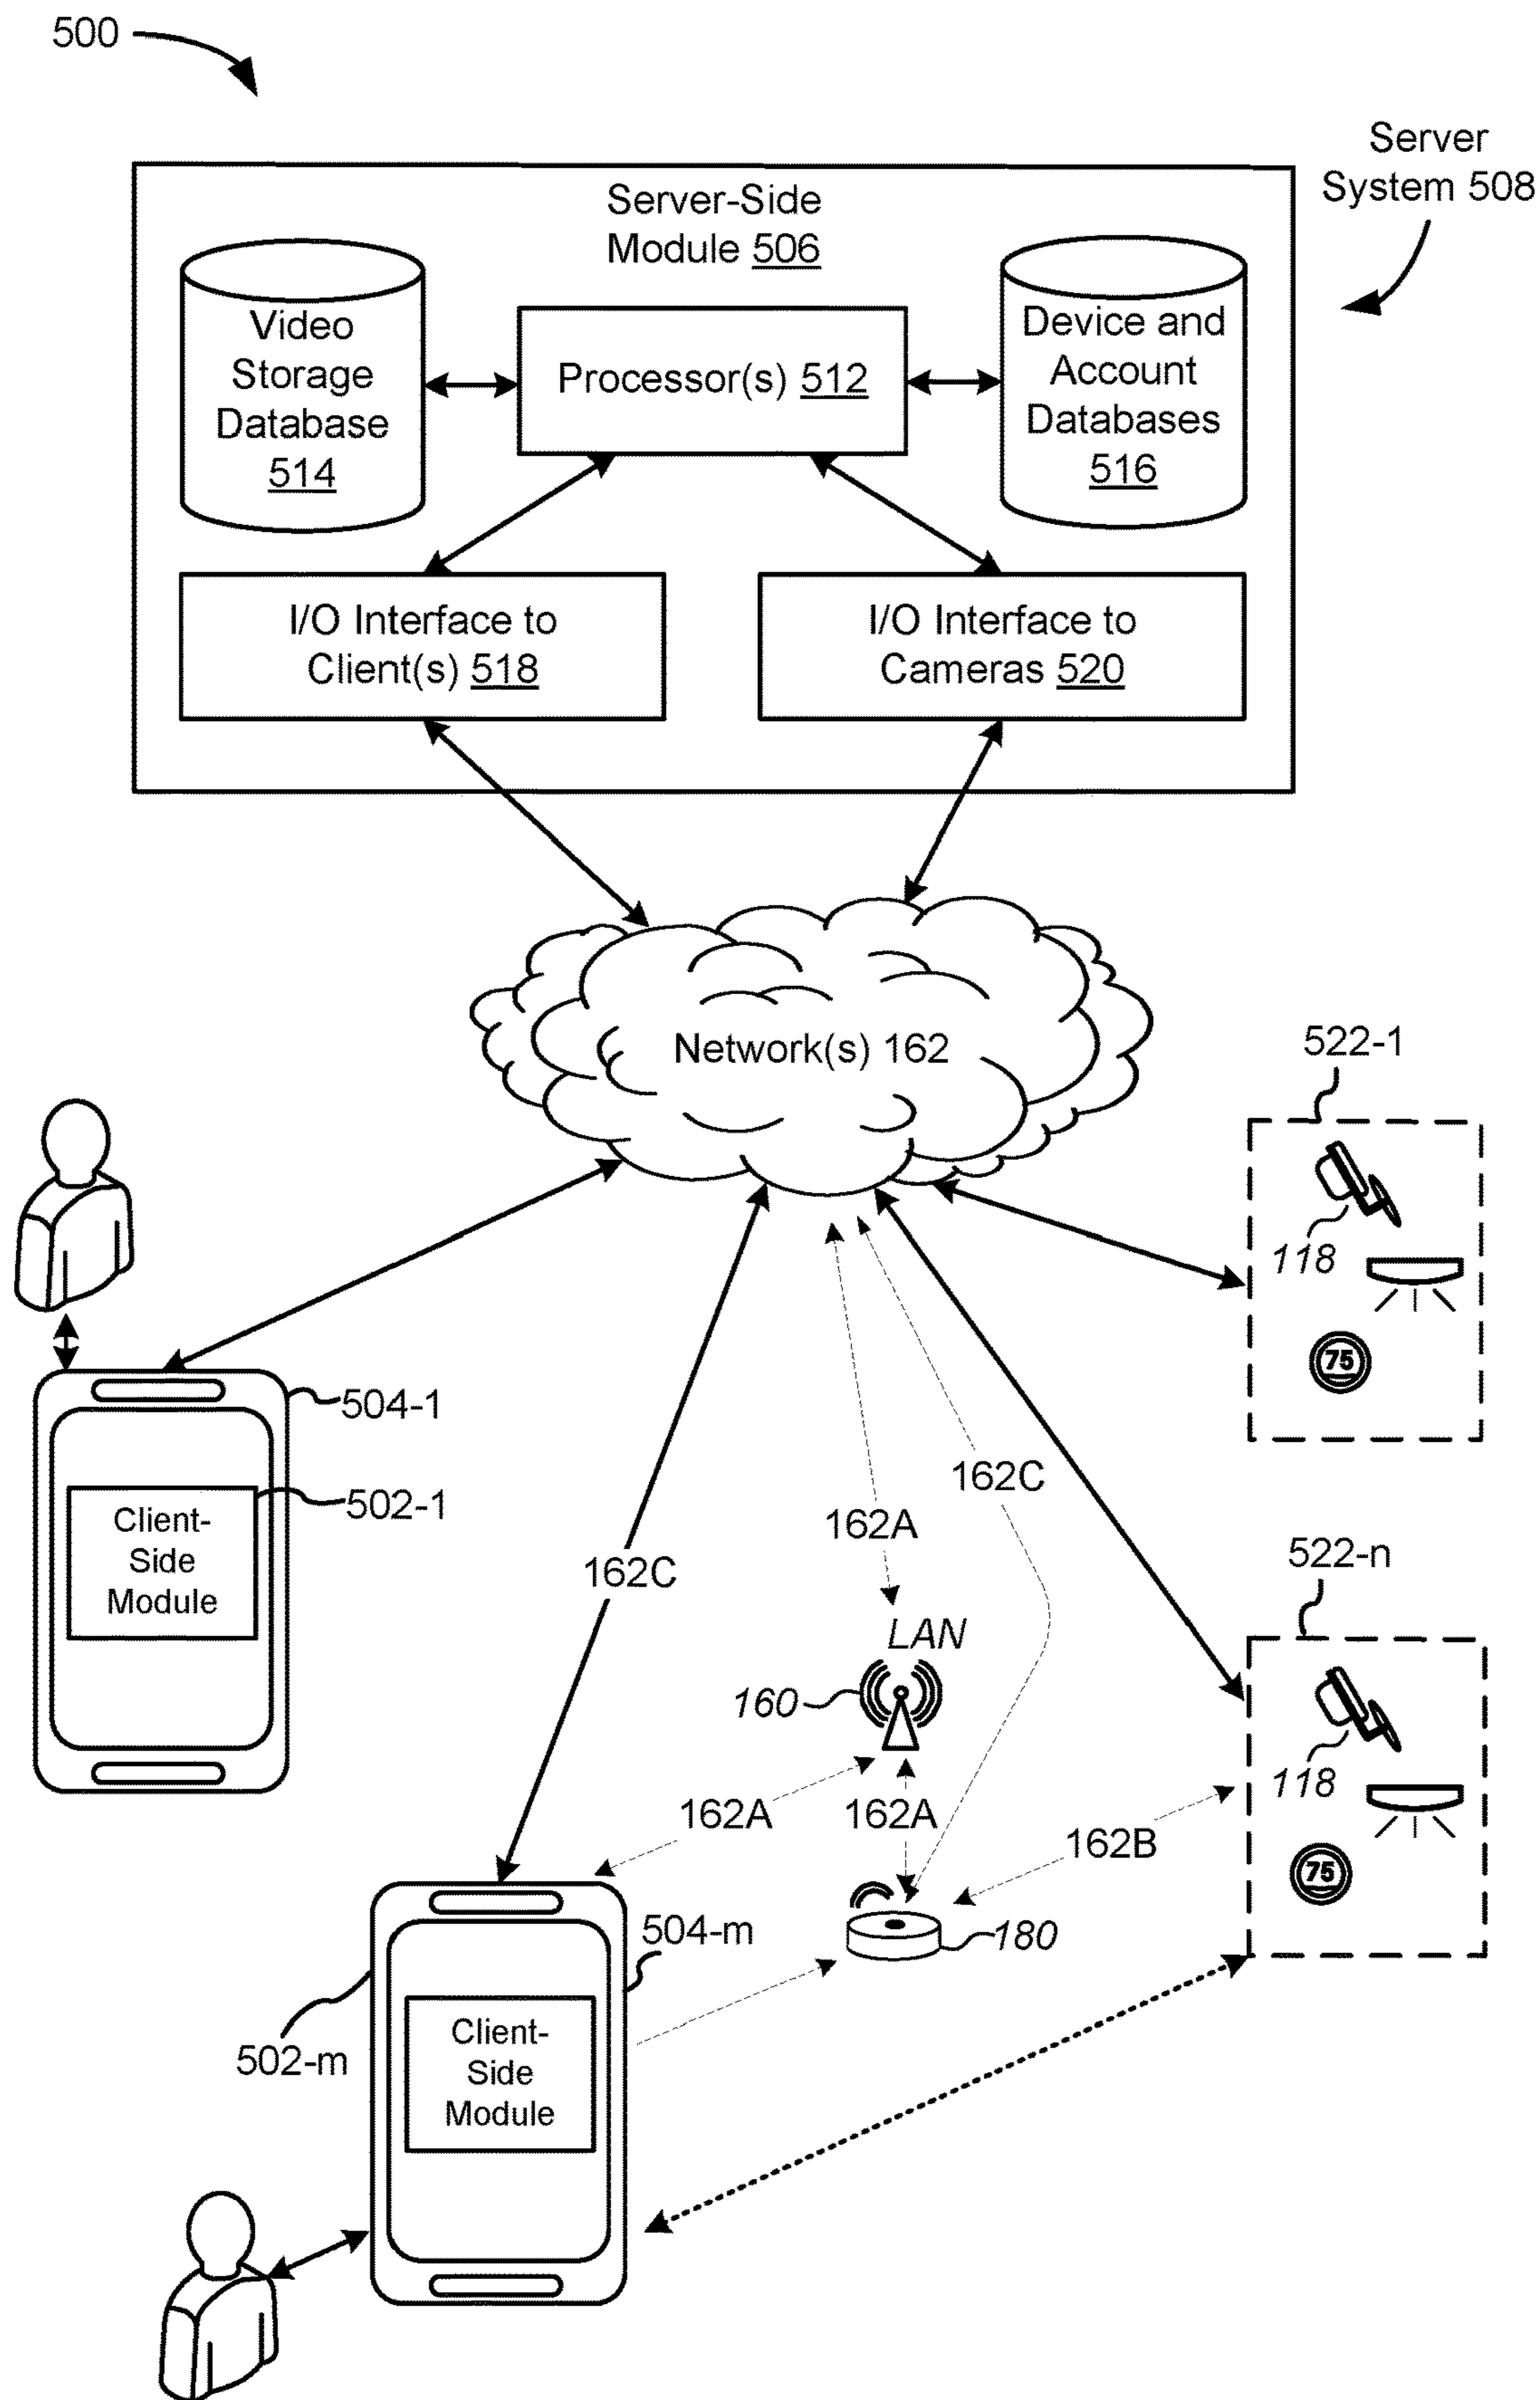 500
Server
System 508
Server-Side
Module 506
Video
Storage
Database
514
Processor(s) 512
Device and
Account
Databases
516
I/O Interface to
Client(s) 518
I/O Interface to
Cameras 520
Network(s) 162
522-1
118
75
504-1
502-1
Client-
Side
Module
162C
162C
162A
522-n
LAN
160
118
162A
162A
162B
75
504-m
180
502-m
Client-
Side
Module